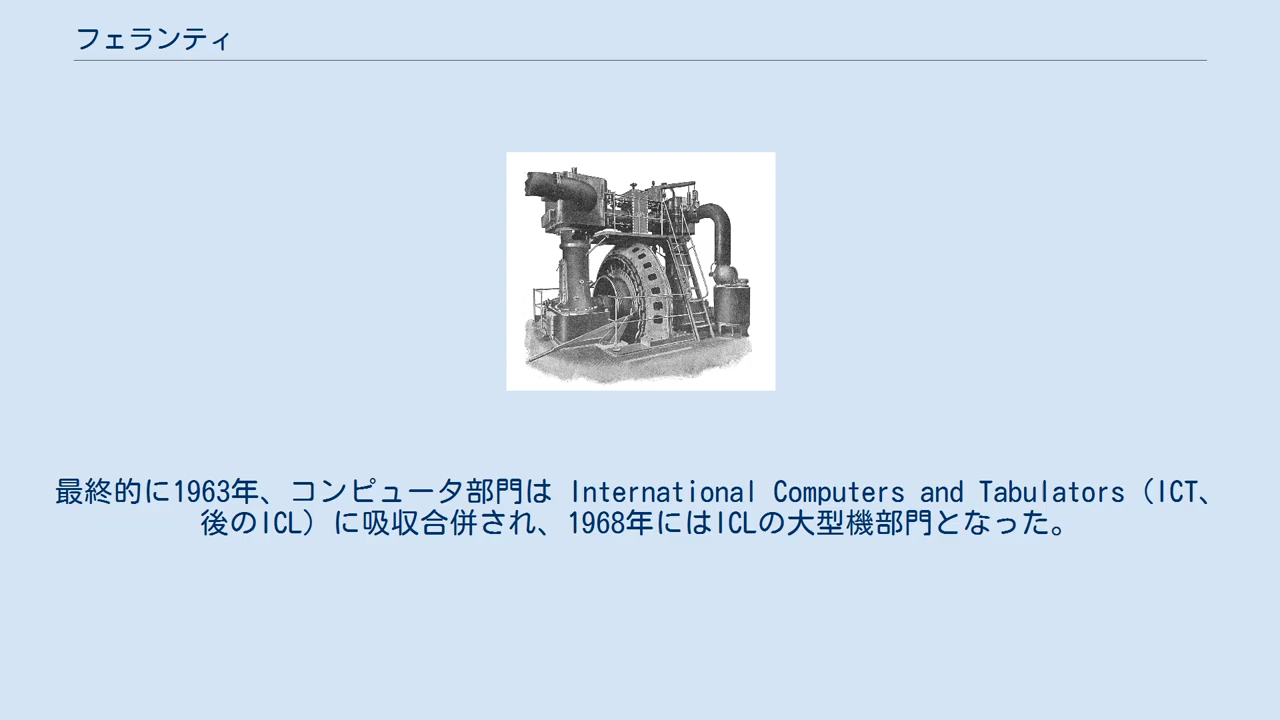 フェランティ
最終的に1963年、コンピュータ部門は International Computers and Tabulators（ICT、
後のICL）に吸収合併され、1968年にはICLの大型機部門となった。